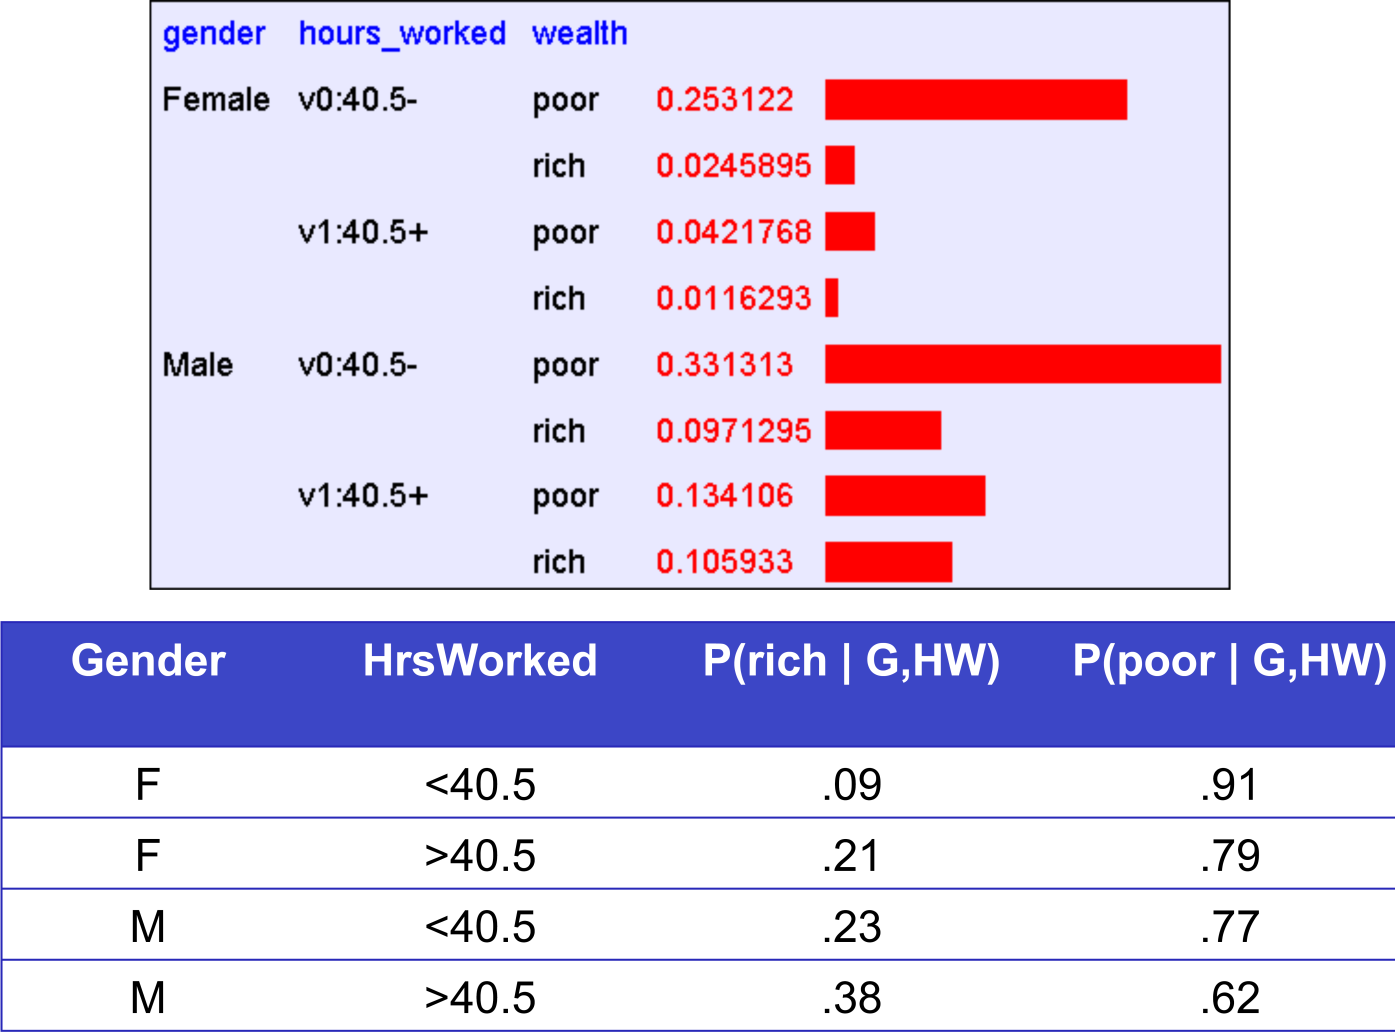 gender hours_worked wealth
Female v0:40.5- poor 0.253122
rich 0.0245895
v1:40.5+ poor 0.0421768
rich 0.0116293
Male v0:40.5- poor 0.331313
rich 0.0971295
v1:40.5+ poor 0.134106
rich 0.105933
Gender HrsWorked P(rich | G,HW) P(poor | G,HW)
F <40.5 .09 .91
F >40.5 .21 .79
M <40.5 .23 .77
M >40.5 .38 .62